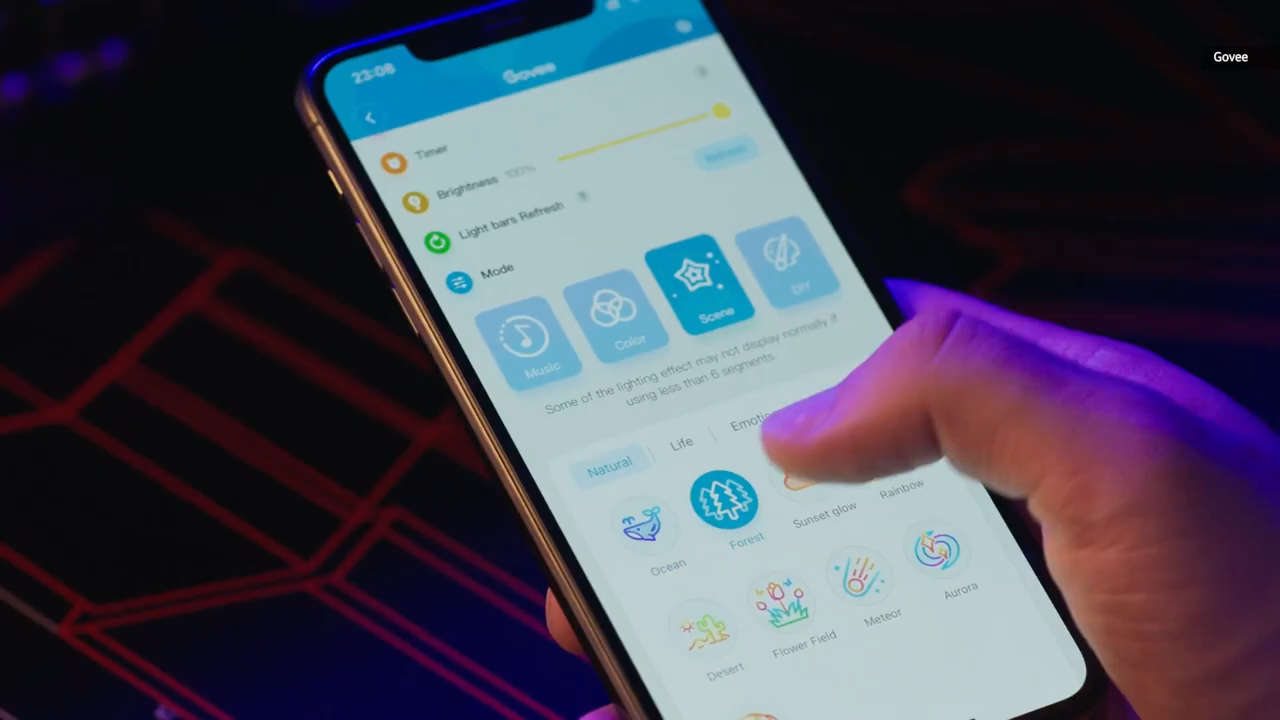 Govee
22:08
Govee
Timer
Brightness 100%
Light bars Refresh ?
Refresh
Mode
Music
Color
Scene
DIY
Some of the lighting effect may not display normally if
using less than 6 segments.
Natural
Life
Emotio
Ocean
Forest
Sunset glow
Rainbow
Desert
Flower Field
Meteor
Aurora